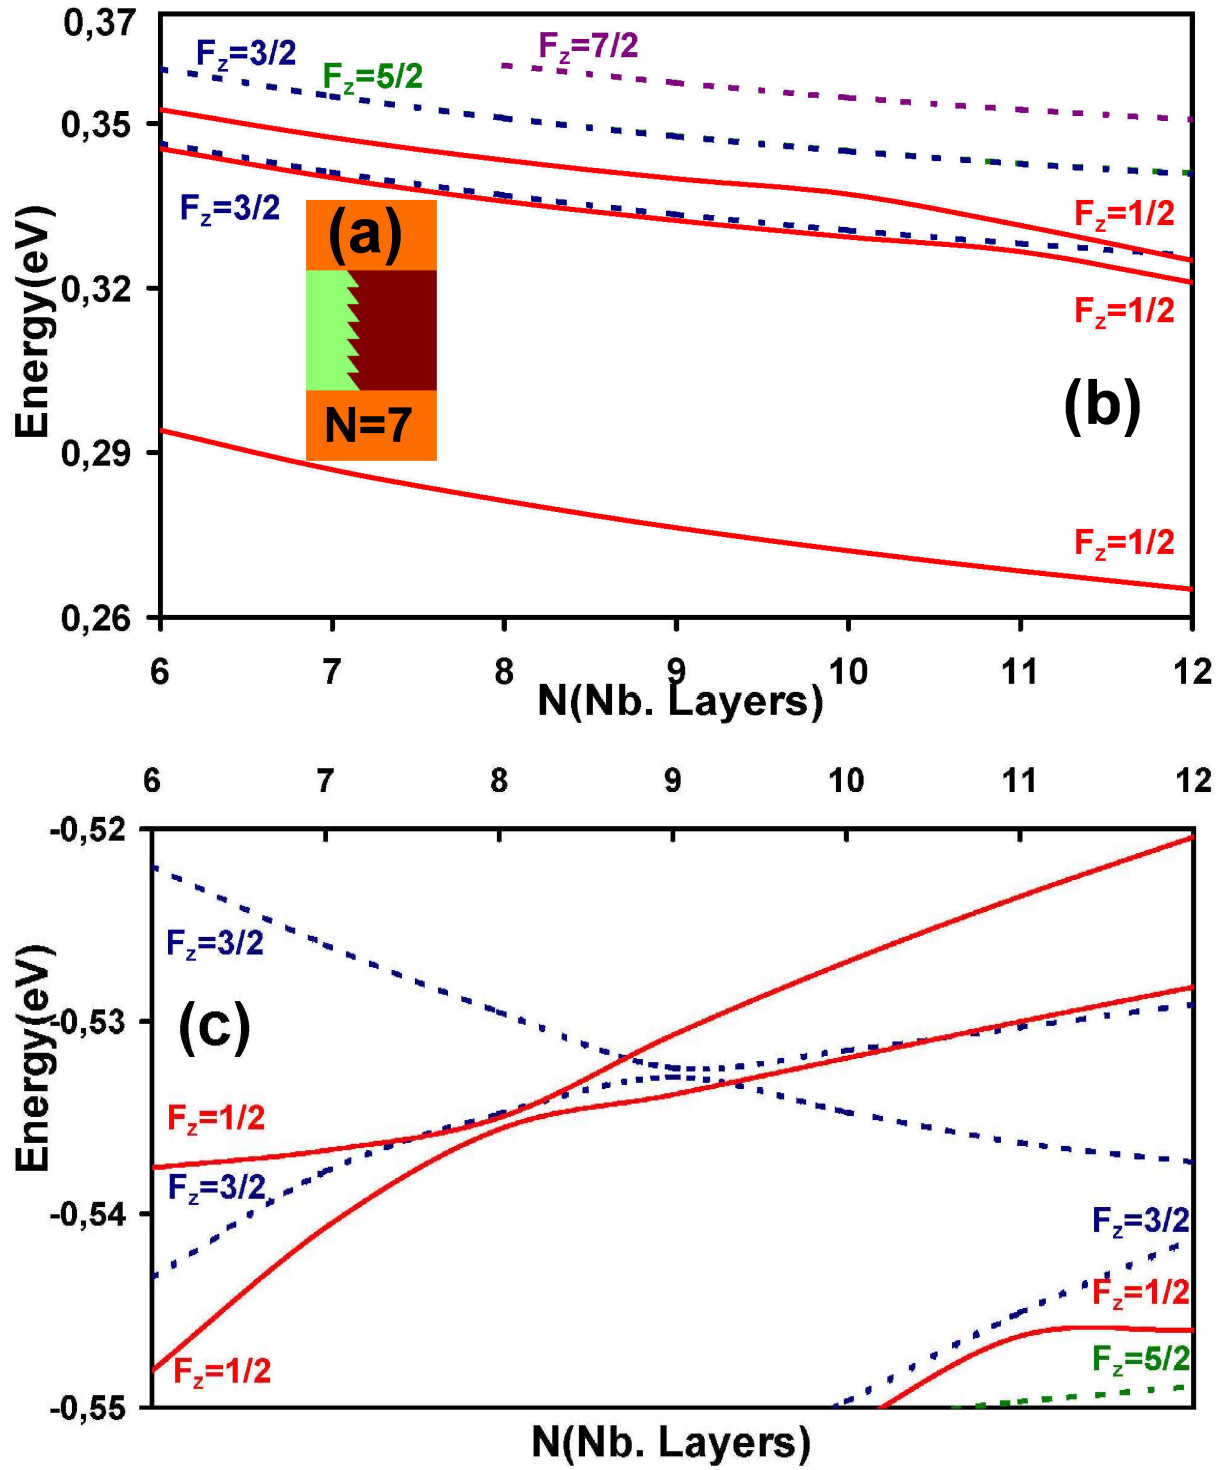 0,37
F_z=3/2
F_z=7/2
F_z=5/2
0,35
F_z=3/2
(a)
F_z=1/2
0,32
F_z=1/2
Energy(eV)
(b)
N=7
0,29
F_z=1/2
0,26
6 7 8 9 10 11 12
N(Nb. Layers)
6 7 8 9 10 11 12
-0,52
F_z=3/2
(c)
-0,53
Energy(eV)
F_z=1/2
F_z=3/2
-0,54
F_z=3/2
F_z=1/2
F_z=5/2
F_z=1/2
-0,55
N(Nb. Layers)